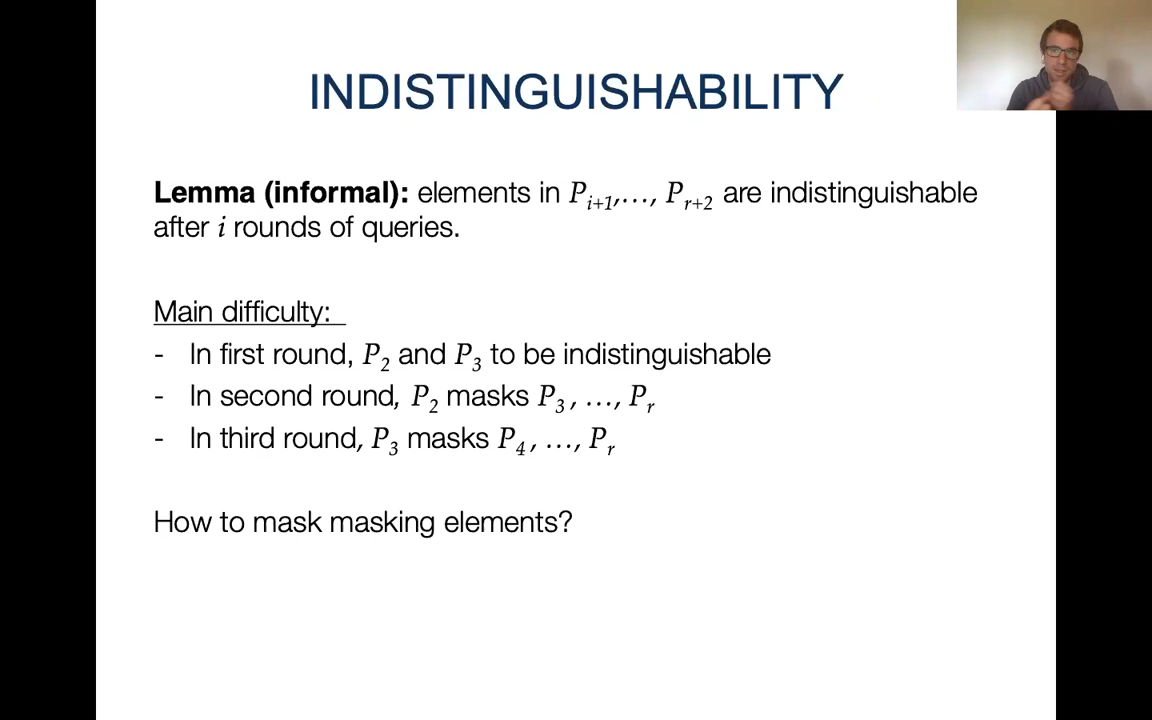 INDISTINGUISHABILITY
Lemma (informal): elements in P_{i+1},…, P_{r+2} are indistinguishable
after i rounds of queries.
Main difficulty:
- In first round, P_2 and P_3 to be indistinguishable
- In second round, P_2 masks P_3, …, P_r
- In third round, P_3 masks P_4, …, P_r
How to mask masking elements?